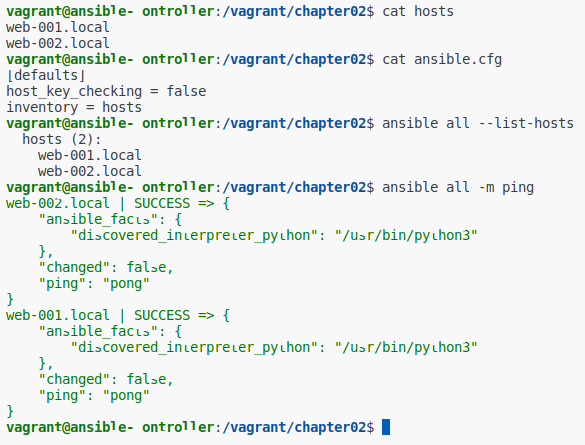 vagrant@ansible- ontroller:/vagrant/chapter02$ cat hosts
web-001.local
web-002.local
vagrant@ansible- ontroller:/vagrant/chapter02$ cat ansible.cfg
[defaults]
host_key_checking = false
inventory = hosts
vagrant@ansible- ontroller:/vagrant/chapter02$ ansible all --list-hosts
  hosts (2):
    web-001.local
    web-002.local
vagrant@ansible- ontroller:/vagrant/chapter02$ ansible all -m ping
web-002.local | SUCCESS => {
    "ansible_facts": {
        "discovered_interpreter_python": "/usr/bin/python3"
    },
    "changed": false,
    "ping": "pong"
}
web-001.local | SUCCESS => {
    "ansible_facts": {
        "discovered_interpreter_python": "/usr/bin/python3"
    },
    "changed": false,
    "ping": "pong"
}
vagrant@ansible- ontroller:/vagrant/chapter02$